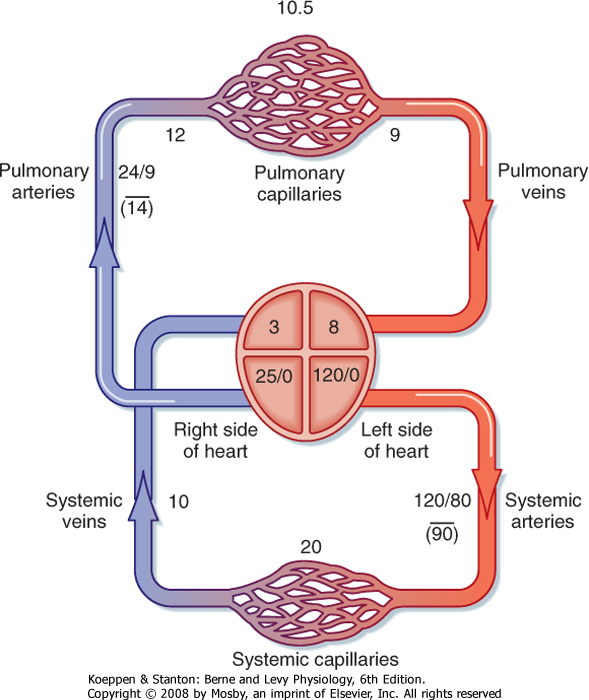 10.5
12
9
Pulmonary
arteries
24/9
(14)
Pulmonary
capillaries
Pulmonary
veins
3
8
25/0
120/0
Right side
of heart
Left side
of heart
Systemic
veins
10
120/80
(90)
Systemic
arteries
20
Systemic capillaries
Koeppen & Stanton: Berne and Levy Physiology, 6th Edition.
Copyright © 2008 by Mosby, an imprint of Elsevier, Inc. All rights reserved